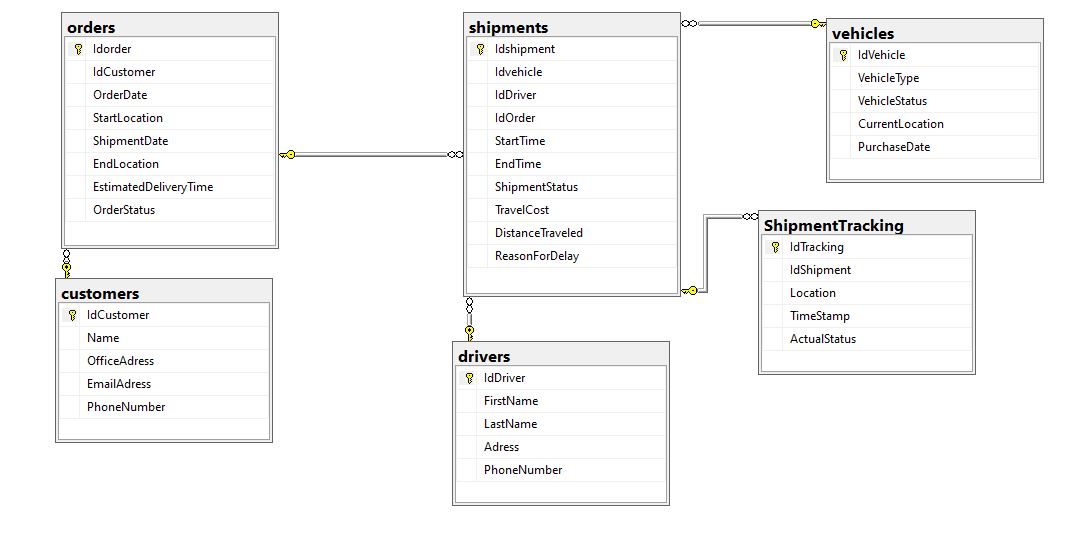 orders
Idorder
IdCustomer
OrderDate
StartLocation
ShipmentDate
EndLocation
EstimatedDeliveryTime
OrderStatus
customers
IdCustomer
Name
OfficeAdress
EmailAdress
PhoneNumber
shipments
Idshipment
Idvehicle
IdDriver
IdOrder
StartTime
EndTime
ShipmentStatus
TravelCost
DistanceTraveled
ReasonForDelay
drivers
IdDriver
FirstName
LastName
Adress
PhoneNumber
vehicles
IdVehicle
VehicleType
VehicleStatus
CurrentLocation
PurchaseDate
ShipmentTracking
IdTracking
IdShipment
Location
TimeStamp
ActualStatus